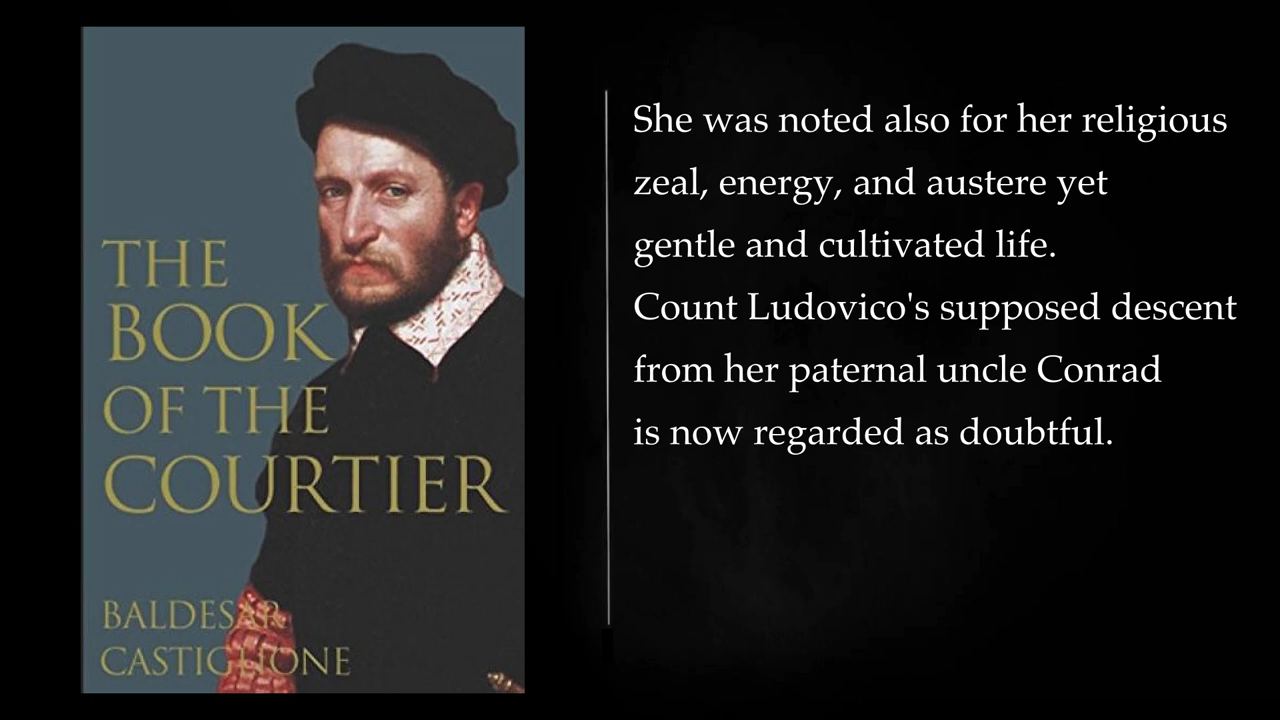 THE
BOOK
OF THE
COURTIER
BALDESAR
CASTIGLIONE
She was noted also for her religious
zeal, energy, and austere yet
gentle and cultivated life.
Count Ludovico's supposed descent
from her paternal uncle Conrad
is now regarded as doubtful.